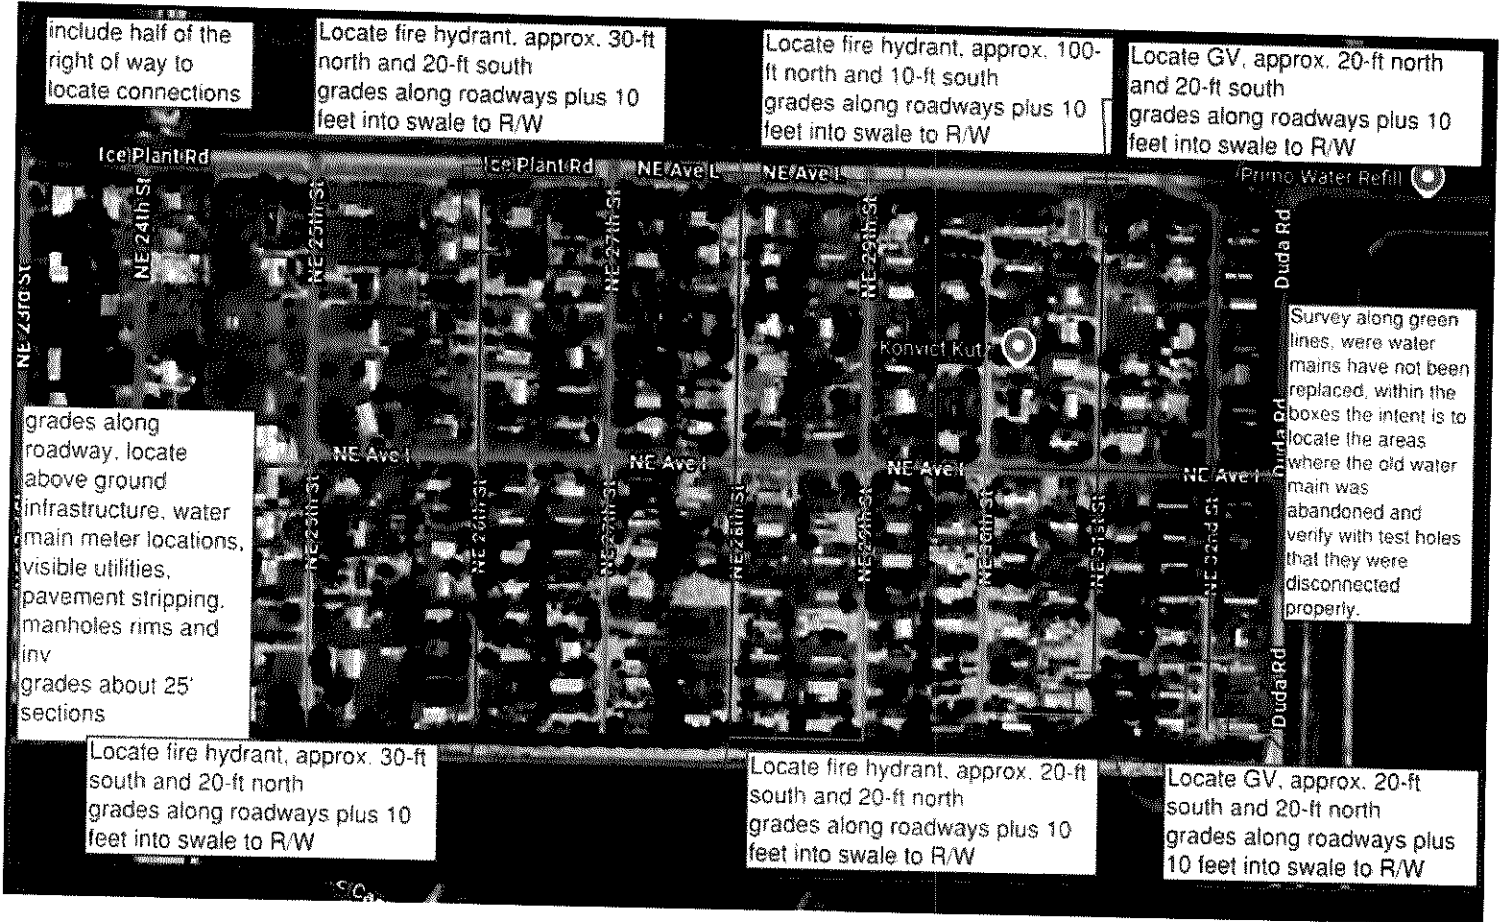 include half of the
right of way to
locate connections
Locate fire hydrant, approx. 30-ft
north and 20-ft south
grades along roadways plus 10
feet into swale to R/W
Locate fire hydrant, approx. 100-
ft north and 10-ft south
grades along roadways plus 10
feet into swale to R/W
Locate GV, approx. 20-ft north
and 20-ft south
grades along roadways plus 10
feet into swale to R/W
Ice Plant Rd
Ice Plant Rd
NE Ave L
NE Ave L
Primo Water Refill
NE 23rd St
NE 24th St
NE 25th St
NE 27th St
NE 29th St
Duda Rd
Konvict Kutz
Survey along green
lines, were water
mains have not been
replaced, within the
boxes the intent is to
locate the areas
where the old water
main was
abandoned and
verify with test holes
that they were
disconnected
properly.
Duda Rd
grades along
roadway, locate
above ground
infrastructure, water
main meter locations,
visible utilities,
pavement stripping.
manholes rims and
inv
grades about 25'
sections
NE Ave I
NE Ave I
NE Ave I
NE Ave I
NE 25th St
NE 26th St
NE 27th St
NE 28th St
NE 29th St
NE 30th St
NE 31st St
NE 32nd St
Duda Rd
Locate fire hydrant, approx. 30-ft
south and 20-ft north
grades along roadways plus 10
feet into swale to R/W
Locate fire hydrant, approx. 20-ft
south and 20-ft north
grades along roadways plus 10
feet into swale to R/W
Locate GV, approx. 20-ft
south and 20-ft north
grades along roadways plus
10 feet into swale to R/W